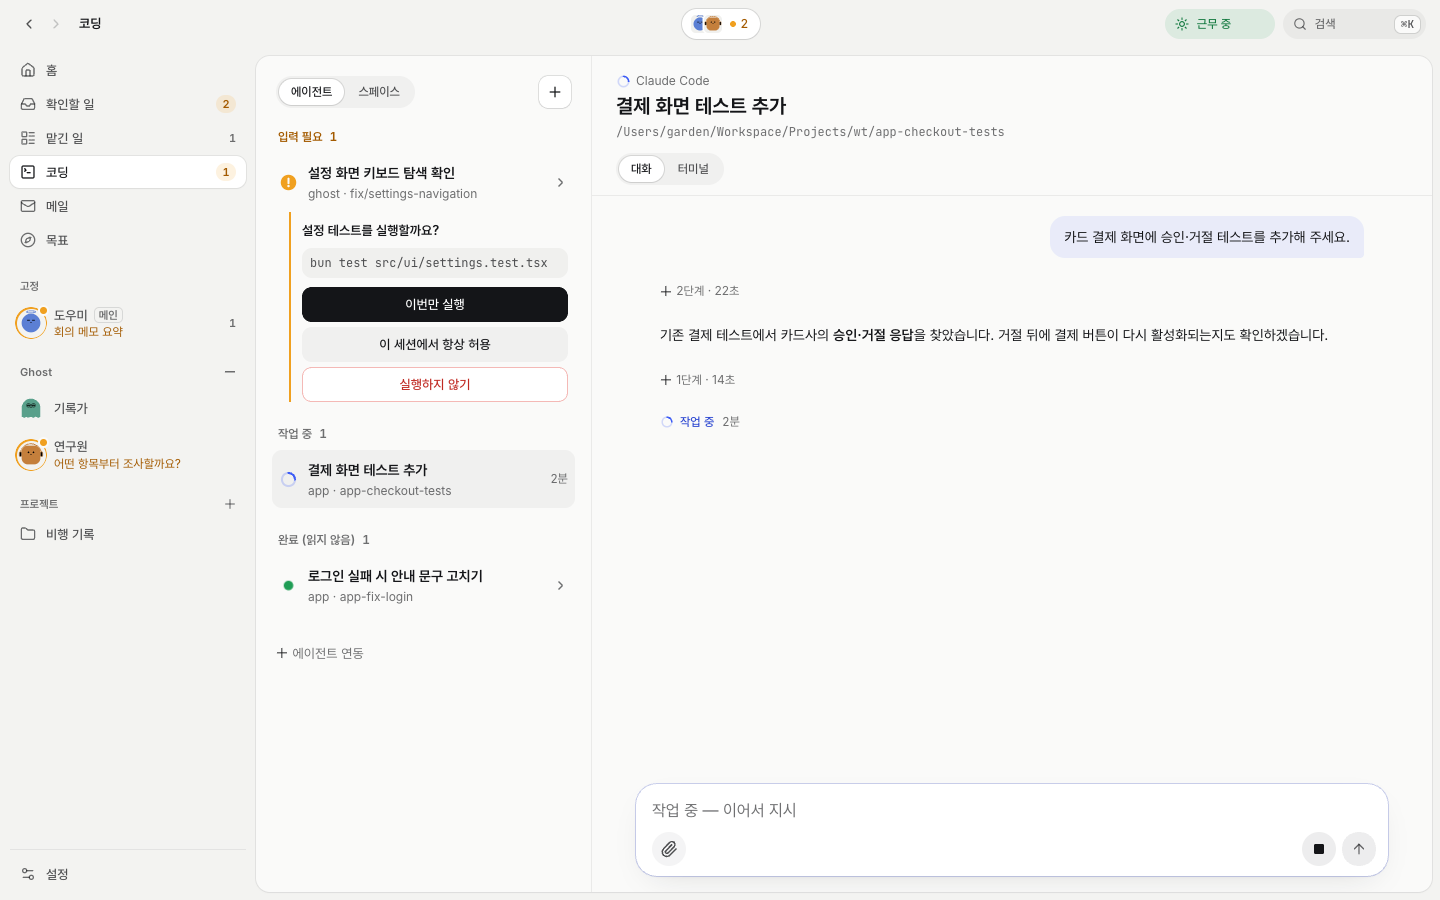 코딩
2
근무 중
검색
⌘K
홈
확인할 일
2
맡긴 일
1
코딩
1
메일
목표
고정
도우미 메인
회의 메모 요약
1
Ghost
기록가
연구원
어떤 항목부터 조사할까요?
프로젝트
비행 기록
설정
에이전트
스페이스
입력 필요 1
설정 화면 키보드 탐색 확인
ghost · fix/settings-navigation
설정 테스트를 실행할까요?
bun test src/ui/settings.test.tsx
이번만 실행
이 세션에서 항상 허용
실행하지 않기
작업 중 1
결제 화면 테스트 추가
app · app-checkout-tests
2분
완료 (읽지 않음) 1
로그인 실패 시 안내 문구 고치기
app · app-fix-login
에이전트 연동
Claude Code
결제 화면 테스트 추가
/Users/garden/Workspace/Projects/wt/app-checkout-tests
대화
터미널
카드 결제 화면에 승인·거절 테스트를 추가해 주세요.
2단계 · 22초
기존 결제 테스트에서 카드사의 승인·거절 응답을 찾았습니다. 거절 뒤에 결제 버튼이 다시 활성화되는지도 확인하겠습니다.
1단계 · 14초
작업 중 2분
작업 중 — 이어서 지시